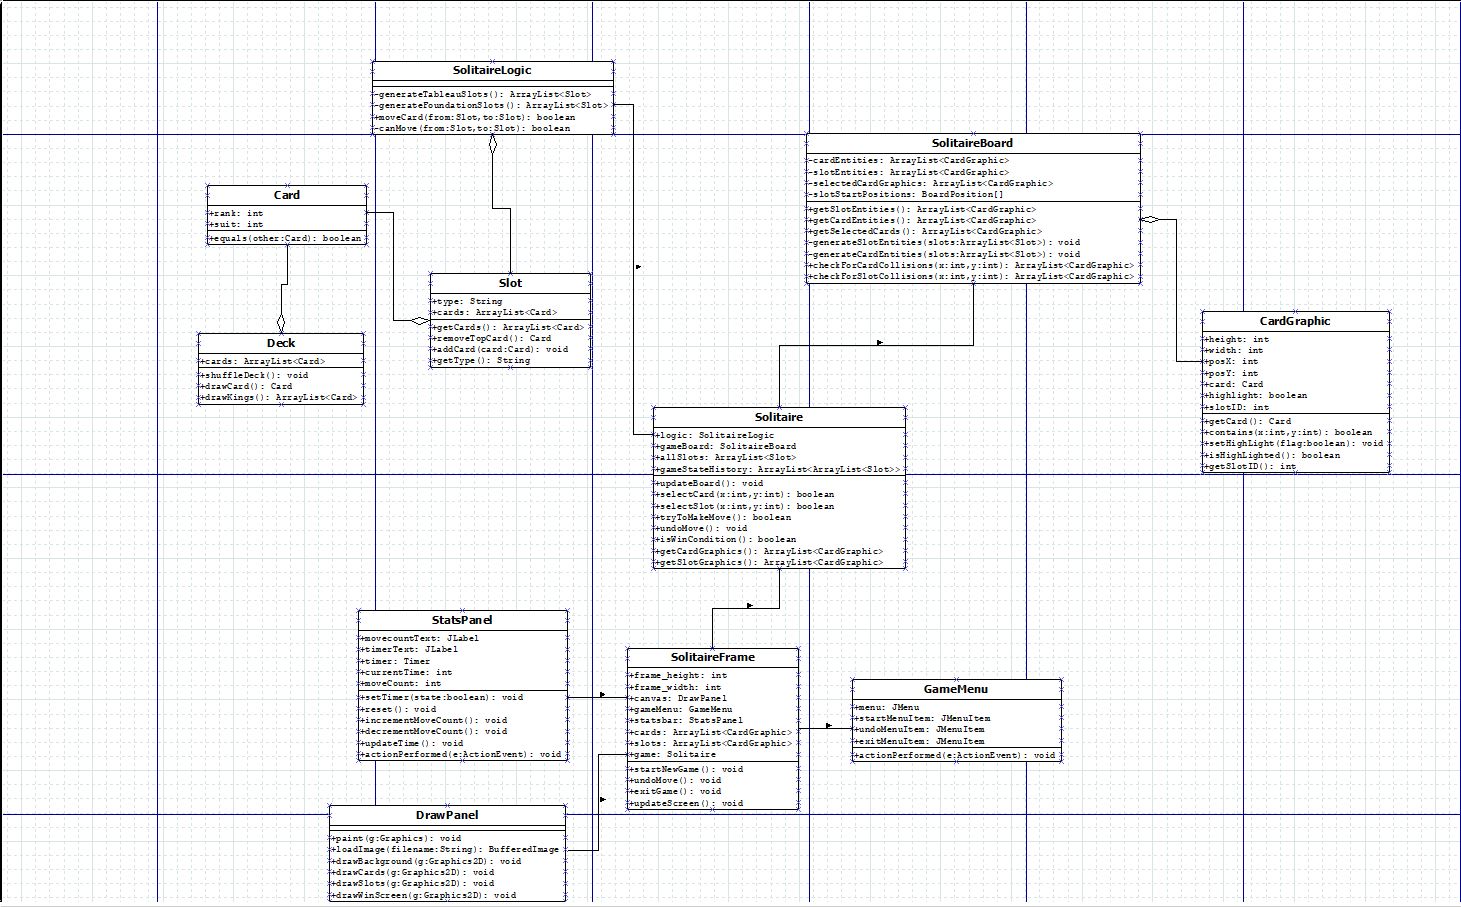 SolitaireLogic
-generateTableauSlots(): ArrayList<Slot>
-generateFoundationSlots(): ArrayList<Slot>
+moveCard(from:Slot,to:Slot): boolean
-canMove(from:Slot,to:Slot): boolean
SolitaireBoard
-cardEntities: ArrayList<CardGraphic>
-slotEntities: ArrayList<CardGraphic>
-selectedCardGraphics: ArrayList<CardGraphic>
-slotStartPositions: BoardPosition[]
+getSlotEntities(): ArrayList<CardGraphic>
+getCardEntities(): ArrayList<CardGraphic>
+getSelectedCards(): ArrayList<CardGraphic>
-generateSlotEntities(slots:ArrayList<Slot>): void
-generateCardEntities(slots:ArrayList<Slot>): void
+checkForCardCollisions(x:int,y:int): ArrayList<CardGraphic>
+checkForSlotCollisions(x:int,y:int): ArrayList<CardGraphic>
Card
+rank: int
+suit: int
+equals(other:Card): boolean
Slot
+type: String
+cards: ArrayList<Card>
+getCards(): ArrayList<Card>
+removeTopCard(): Card
+addCard(card:Card): void
+getType(): String
Deck
+cards: ArrayList<Card>
+shuffleDeck(): void
+drawCard(): Card
+drawKings(): ArrayList<Card>
CardGraphic
+height: int
+width: int
+posX: int
+posY: int
+card: Card
+highlight: boolean
+slotID: int
+getCard(): Card
+contains(x:int,y:int): boolean
+setHighLight(flag:boolean): void
+isHighLighted(): boolean
+getSlotID(): int
Solitaire
+logic: SolitaireLogic
+gameBoard: SolitaireBoard
+allSlots: ArrayList<Slot>
+gameStateHistory: ArrayList<ArrayList<Slot>>
+updateBoard(): void
+selectCard(x:int,y:int): boolean
+selectSlot(x:int,y:int): boolean
+tryToMakeMove(): boolean
+undoMove(): void
+isWinCondition(): boolean
+getCardGraphics(): ArrayList<CardGraphic>
+getSlotGraphics(): ArrayList<CardGraphic>
StatsPanel
+movecountText: JLabel
+timerText: JLabel
+timer: Timer
+currentTime: int
+moveCount: int
+setTimer(state:boolean): void
+reset(): void
+incrementMoveCount(): void
+decrementMoveCount(): void
+updateTime(): void
+actionPerformed(e:ActionEvent): void
SolitaireFrame
+frame_height: int
+frame_width: int
+canvas: DrawPanel
+gameMenu: GameMenu
+statsbar: StatsPanel
+cards: ArrayList<CardGraphic>
+slots: ArrayList<CardGraphic>
+game: Solitaire
+startNewGame(): void
+undoMove(): void
+exitGame(): void
+updateScreen(): void
GameMenu
+menu: JMenu
+startMenuItem: JMenuItem
+undoMenuItem: JMenuItem
+exitMenuItem: JMenuItem
+actionPerformed(e:ActionEvent): void
DrawPanel
+paint(g:Graphics): void
+loadImage(filename:String): BufferedImage
+drawBackground(g:Graphics2D): void
+drawCards(g:Graphics2D): void
+drawSlots(g:Graphics2D): void
+drawWinScreen(g:Graphics2D): void